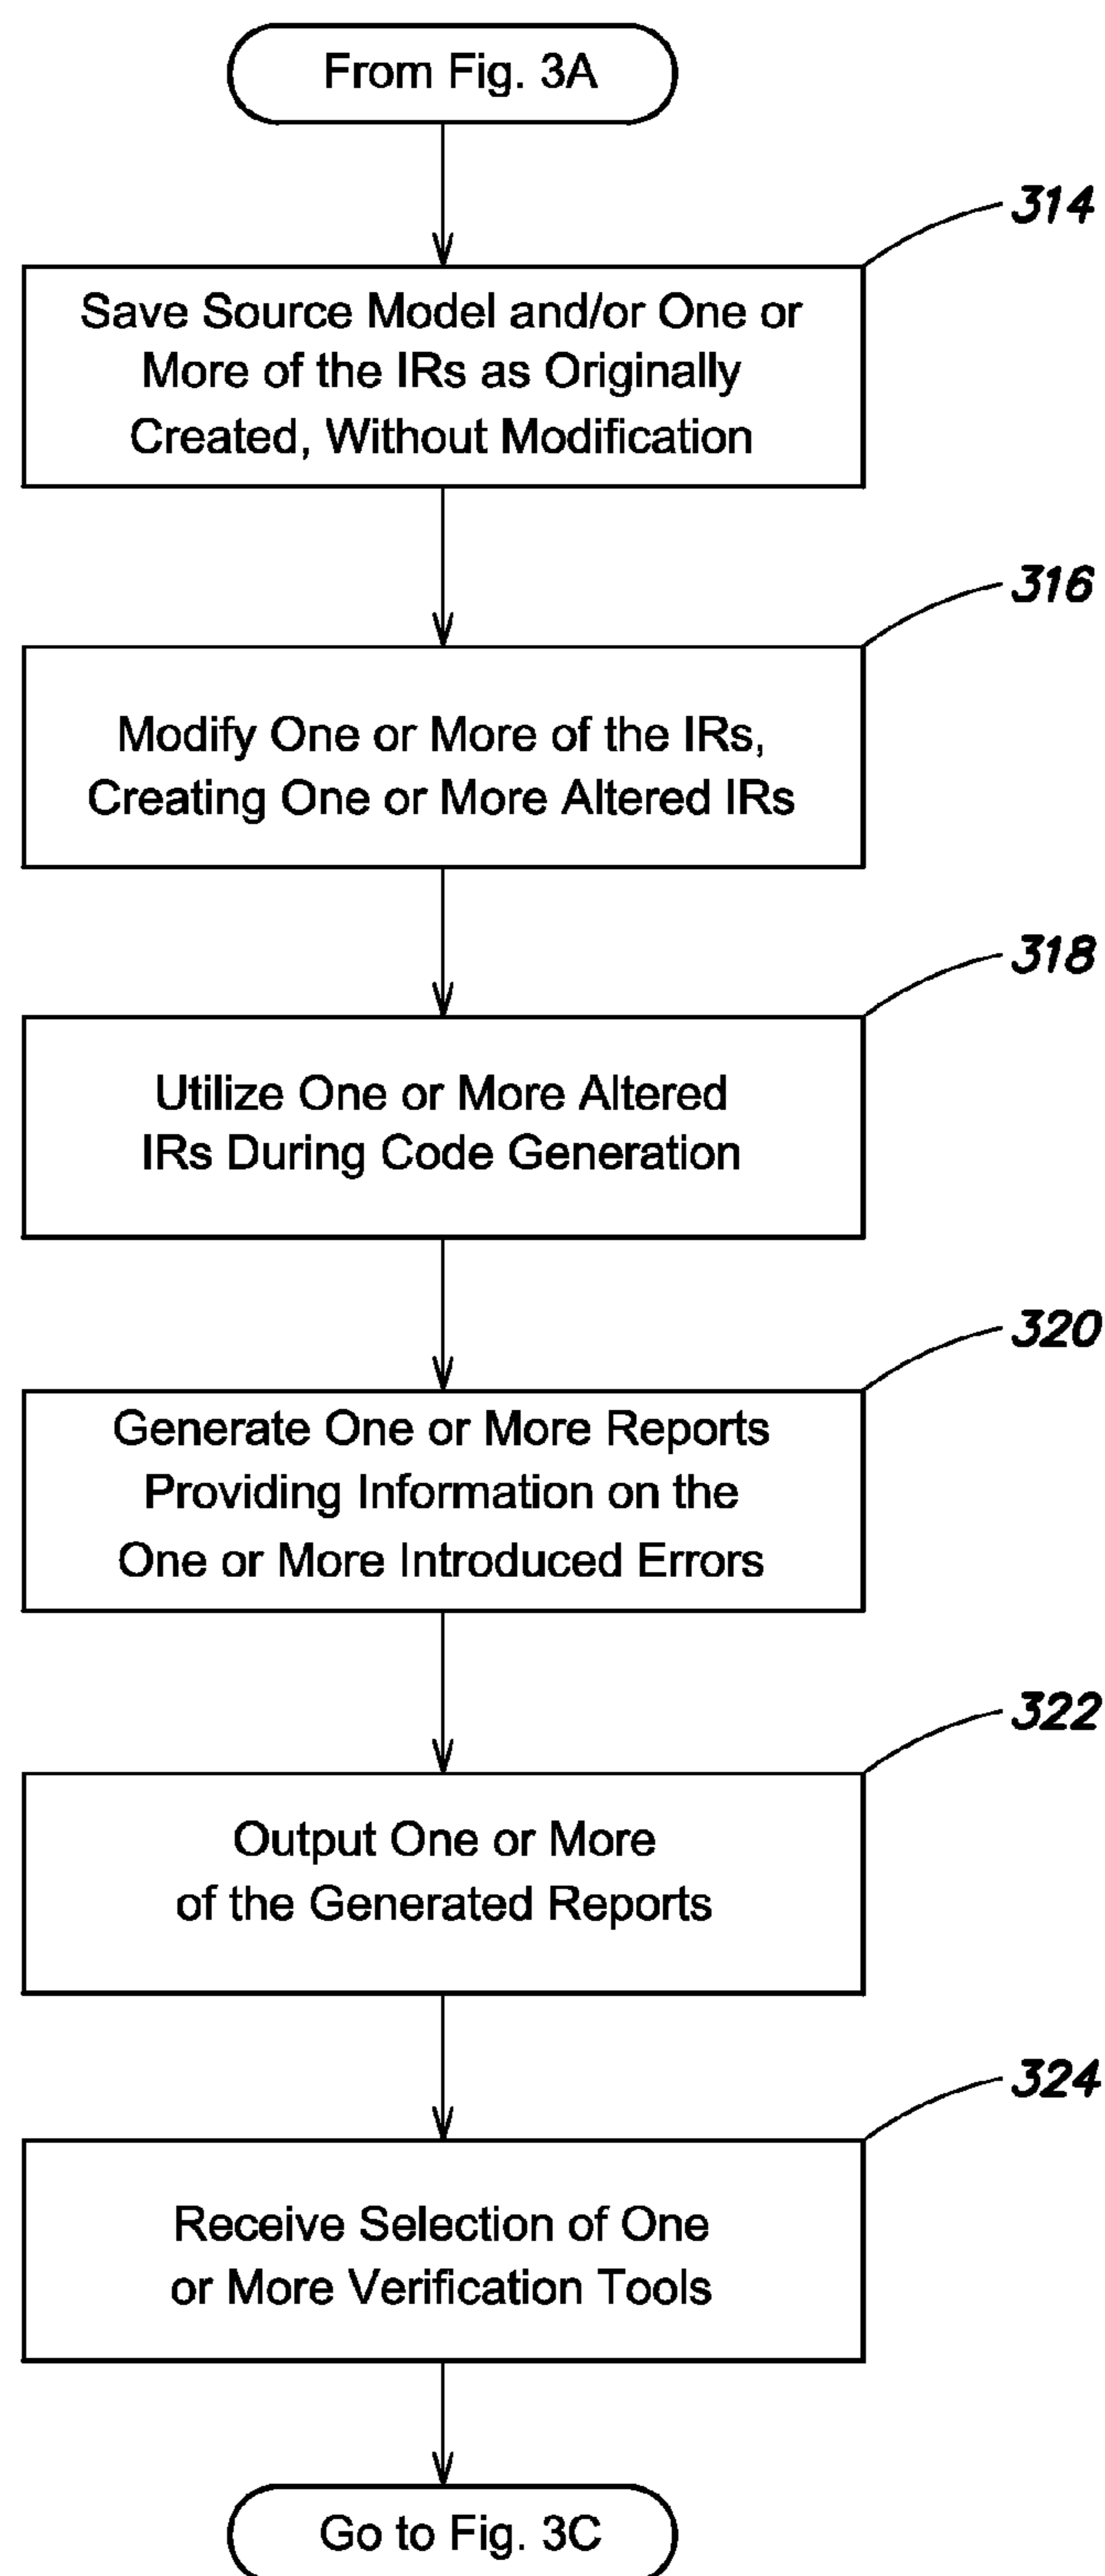 From Fig. 3A
314
Save Source Model and/or One or
More of the IRs as Originally
Created, Without Modification
316
Modify One or More of the IRs,
Creating One or More Altered IRs
318
Utilize One or More Altered
IRs During Code Generation
320
Generate One or More Reports
Providing Information on the
One or More Introduced Errors
322
Output One or More
of the Generated Reports
324
Receive Selection of One
or More Verification Tools
Go to Fig. 3C